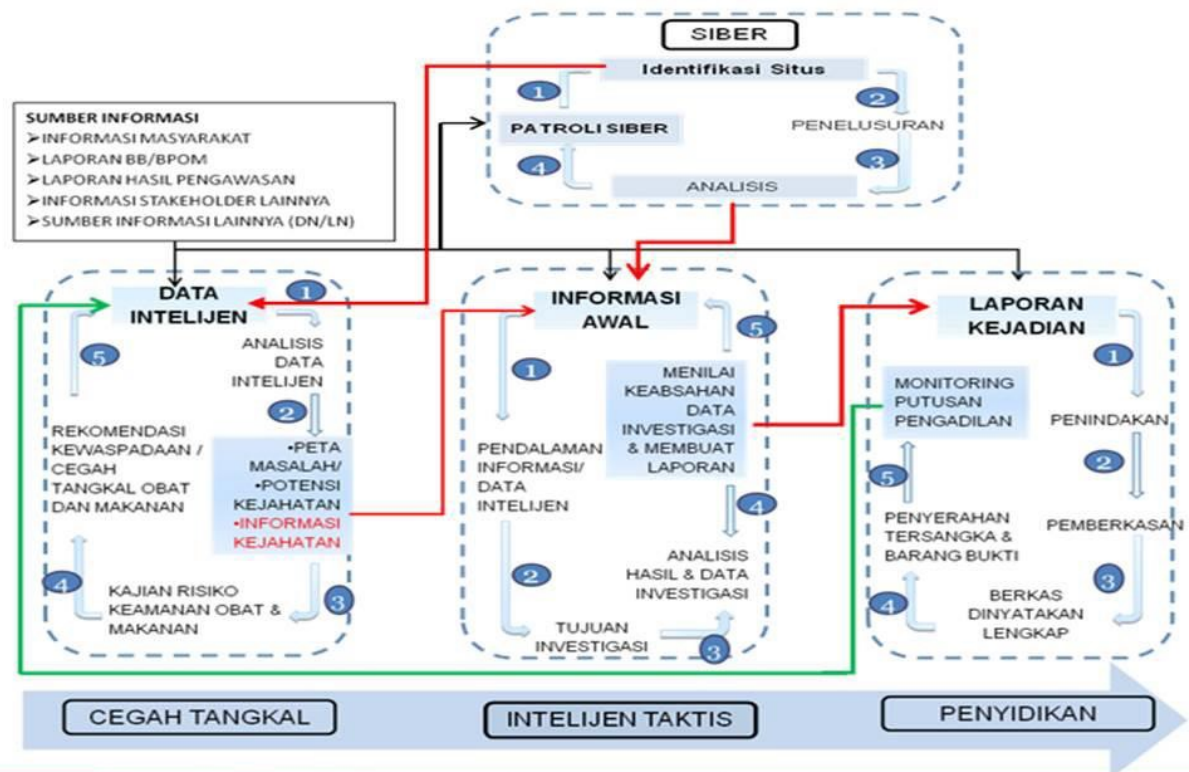 SIBER
Identifikasi Situs
1
2
PATROLI SIBER
PENELUSURAN
4
3
ANALISIS
SUMBER INFORMASI
➢INFORMASI MASYARAKAT
➢LAPORAN BB/BPOM
➢LAPORAN HASIL PENGAWASAN
➢INFORMASI STAKEHOLDER LAINNYA
➢SUMBER INFORMASI LAINNYA (DN/LN)
DATA
INTELIJEN
1
ANALISIS
DATA
INTELIJEN
2
•PETA
MASALAH/
•POTENSI
KEJAHATAN
•INFORMASI
KEJAHATAN
3
KAJIAN RISIKO
KEAMANAN OBAT &
MAKANAN
4
REKOMENDASI
KEWASPADAAN /
CEGAH
TANGKAL OBAT
DAN MAKANAN
5
INFORMASI
AWAL
1
PENDALAMAN
INFORMASI/
DATA
INTELIJEN
2
TUJUAN
INVESTIGASI
3
ANALISIS
HASIL & DATA
INVESTIGASI
4
MENILAI
KEABSAHAN
DATA
INVESTIGASI
& MEMBUAT
LAPORAN
5
LAPORAN
KEJADIAN
1
PENINDAKAN
2
PEMBERKASAN
3
BERKAS
DINYATAKAN
LENGKAP
4
PENYERAHAN
TERSANGKA &
BARANG BUKTI
5
MONITORING
PUTUSAN
PENGADILAN
CEGAH TANGKAL
INTELIJEN TAKTIS
PENYIDIKAN